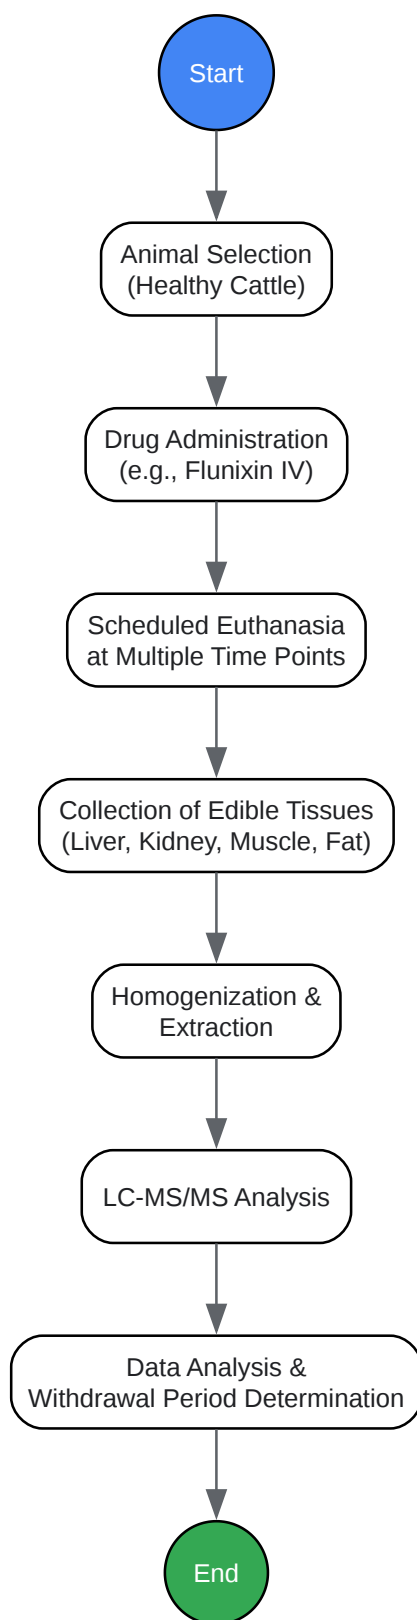 Start
Animal Selection
(Healthy Cattle)
Drug Administration
(e.g., Flunixin IV)
Scheduled Euthanasia
at Multiple Time Points
Collection of Edible Tissues
(Liver, Kidney, Muscle, Fat)
Homogenization &
Extraction
LC-MS/MS Analysis
Data Analysis &
Withdrawal Period Determination
End